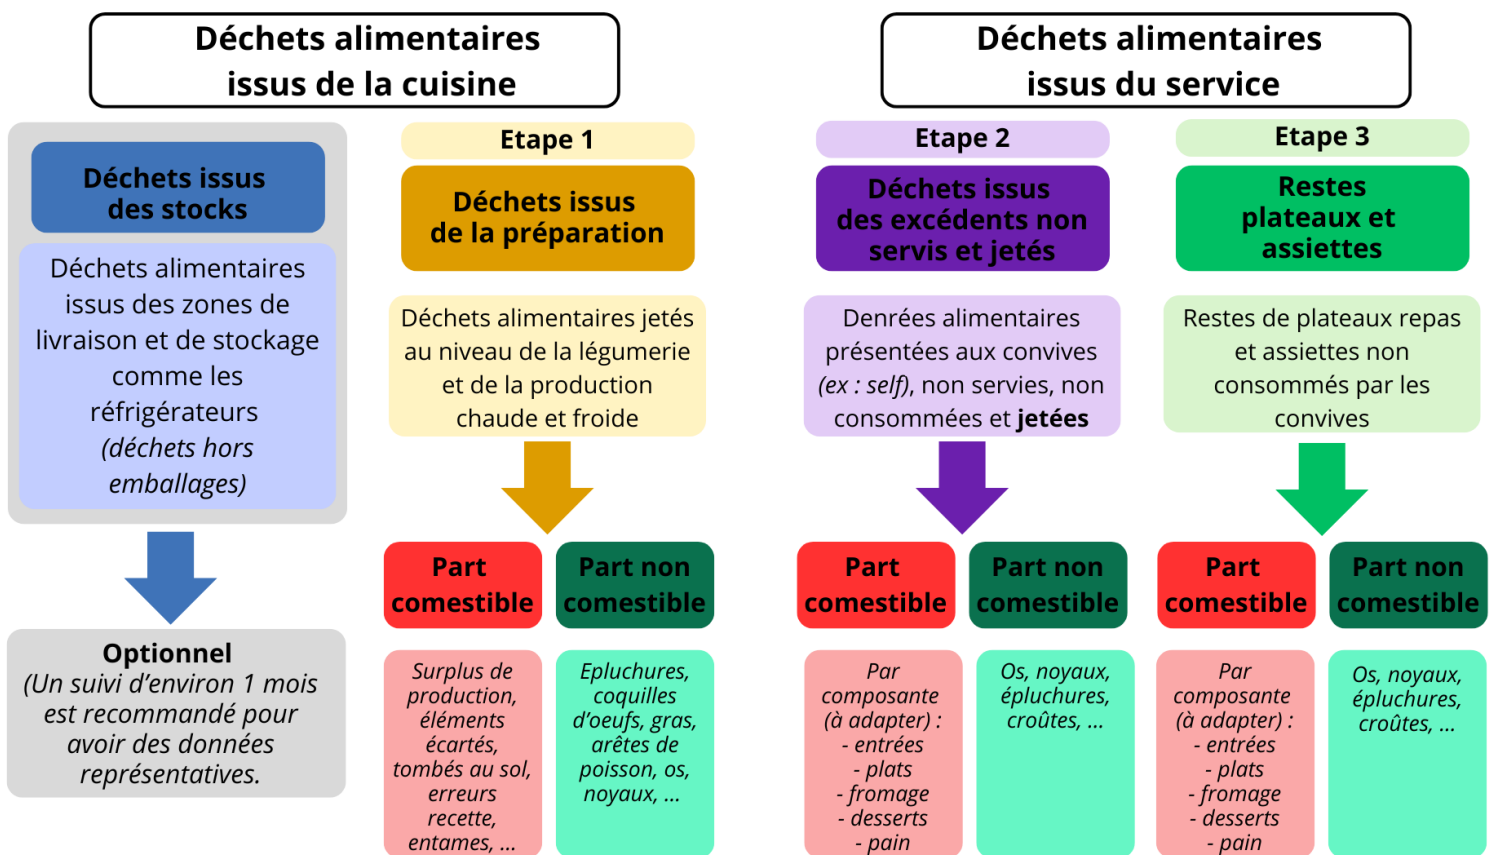 Déchets alimentaires
issus de la cuisine
Déchets issus
des stocks
Déchets alimentaires
issus des zones de
livraison et de stockage
comme les
réfrigérateurs
(déchets hors
emballages)
Optionnel
(Un suivi d’environ 1 mois
est recommandé pour
avoir des données
représentatives.
Etape 1
Déchets issus
de la préparation
Déchets alimentaires jetés
au niveau de la légumerie
et de la production
chaude et froide
Part
comestible
Surplus de
production,
éléments
écartés,
tombés au sol,
erreurs
recette,
entames, ...
Part non
comestible
Epluchures,
coquilles
d’oeufs, gras,
arêtes de
poisson, os,
noyaux, ...
Déchets alimentaires
issus du service
Etape 2
Déchets issus
des excédents non
servis et jetés
Denrées alimentaires
présentées aux convives
(ex : self), non servies, non
consommées et jetées
Part
comestible
Par
composante
(à adapter) :
- entrées
- plats
- fromage
- desserts
- pain
Part non
comestible
Os, noyaux,
épluchures,
croûtes, ...
Etape 3
Restes
plateaux et
assiettes
Restes de plateaux repas
et assiettes non
consommés par les
convives
Part
comestible
Par
composante
(à adapter) :
- entrées
- plats
- fromage
- desserts
- pain
Part non
comestible
Os, noyaux,
épluchures,
croûtes, ...